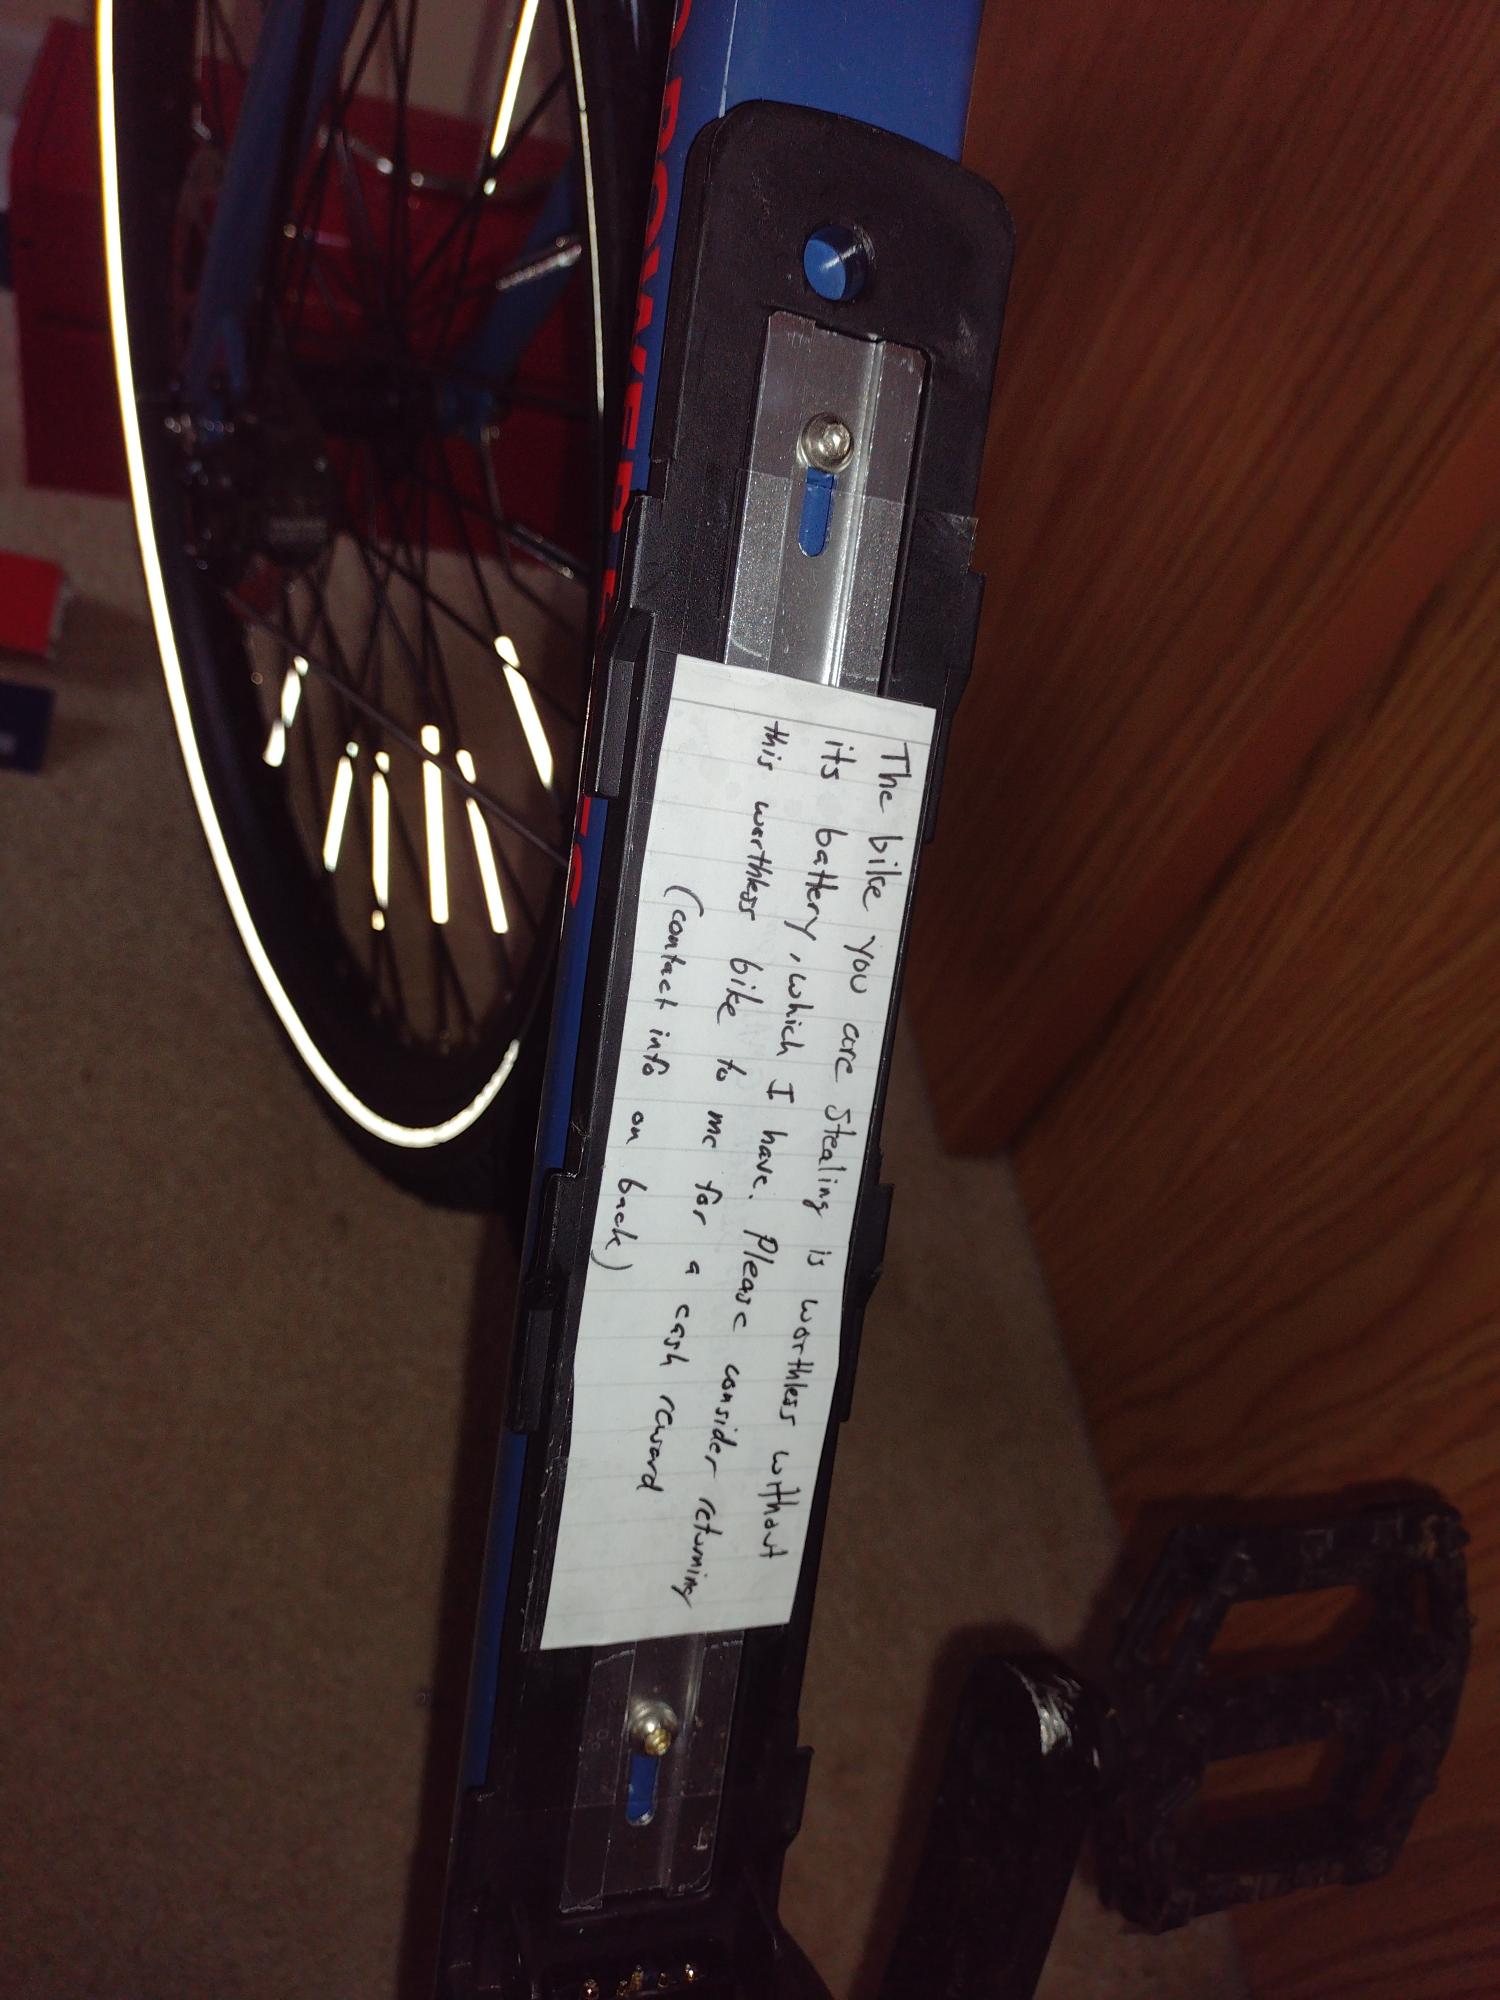 The bike you are stealing is worthless without
its battery, which I have. Please consider returning
this worthless bike to me for a cash reward
(contact info on back)
POWER